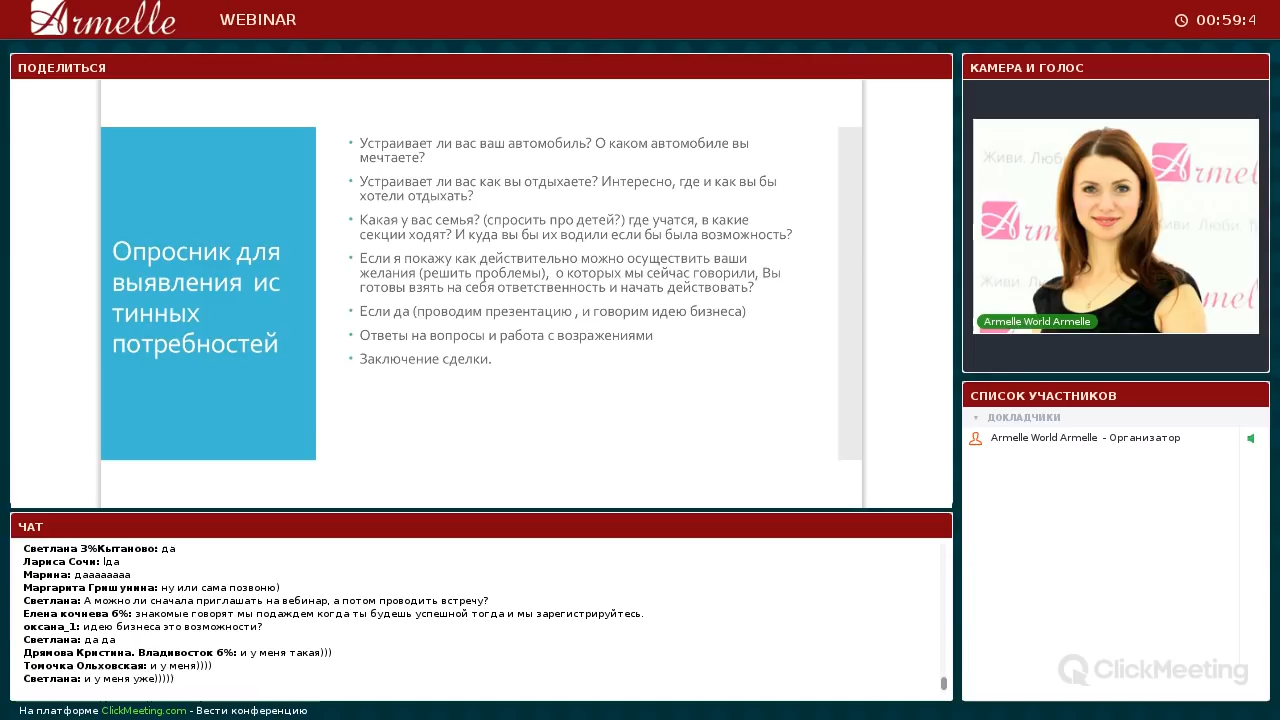 Armelle
WEBINAR
00:59:4
ПОДЕЛИТЬСЯ
Опросник для
выявления ис
тинных
потребностей
• Устраивает ли вас ваш автомобиль? О каком автомобиле вы
мечтаете?
• Устраивает ли вас как вы отдыхаете? Интересно, где и как вы бы
хотели отдыхать?
• Какая у вас семья? (спросить про детей?) где учатся, в какие
секции ходят? И куда вы бы их водили если бы была возможность?
• Если я покажу как действительно можно осуществить ваши
желания (решить проблемы), о которых мы сейчас говорили, Вы
готовы взять на себя ответственность и начать действовать?
• Если да (проводим презентацию , и говорим идею бизнеса)
• Ответы на вопросы и работа с возражениями
• Заключение сделки.
КАМЕРА И ГОЛОС
Живи. Люб
Armelle
Armelle World Armelle
СПИСОК УЧАСТНИКОВ
ДОКЛАДЧИКИ
Armelle World Armelle - Организатор
ЧАТ
Светлана 3%Кытаново: да
Лариса Сочи: lда
Марина: дааааааaа
Маргарита Гришунина: ну или сама позвоню)
Светлана: А можно ли сначала приглашать на вебинар, а потом проводить встречу?
Елена кочнева 6%: знакомые говорят мы подаждем когда ты будешь успешной тогда и мы зарегистрируйтесь.
оксана_1: идею бизнеса это возможности?
Светлана: да да
Дрямова Кристина. Владивосток 6%: и у меня такая)))
Томочка Ольховская: и у меня))))
Светлана: и у меня уже)))))
ClickMeeting
На платформе ClickMeeting.com - Вести конференцию